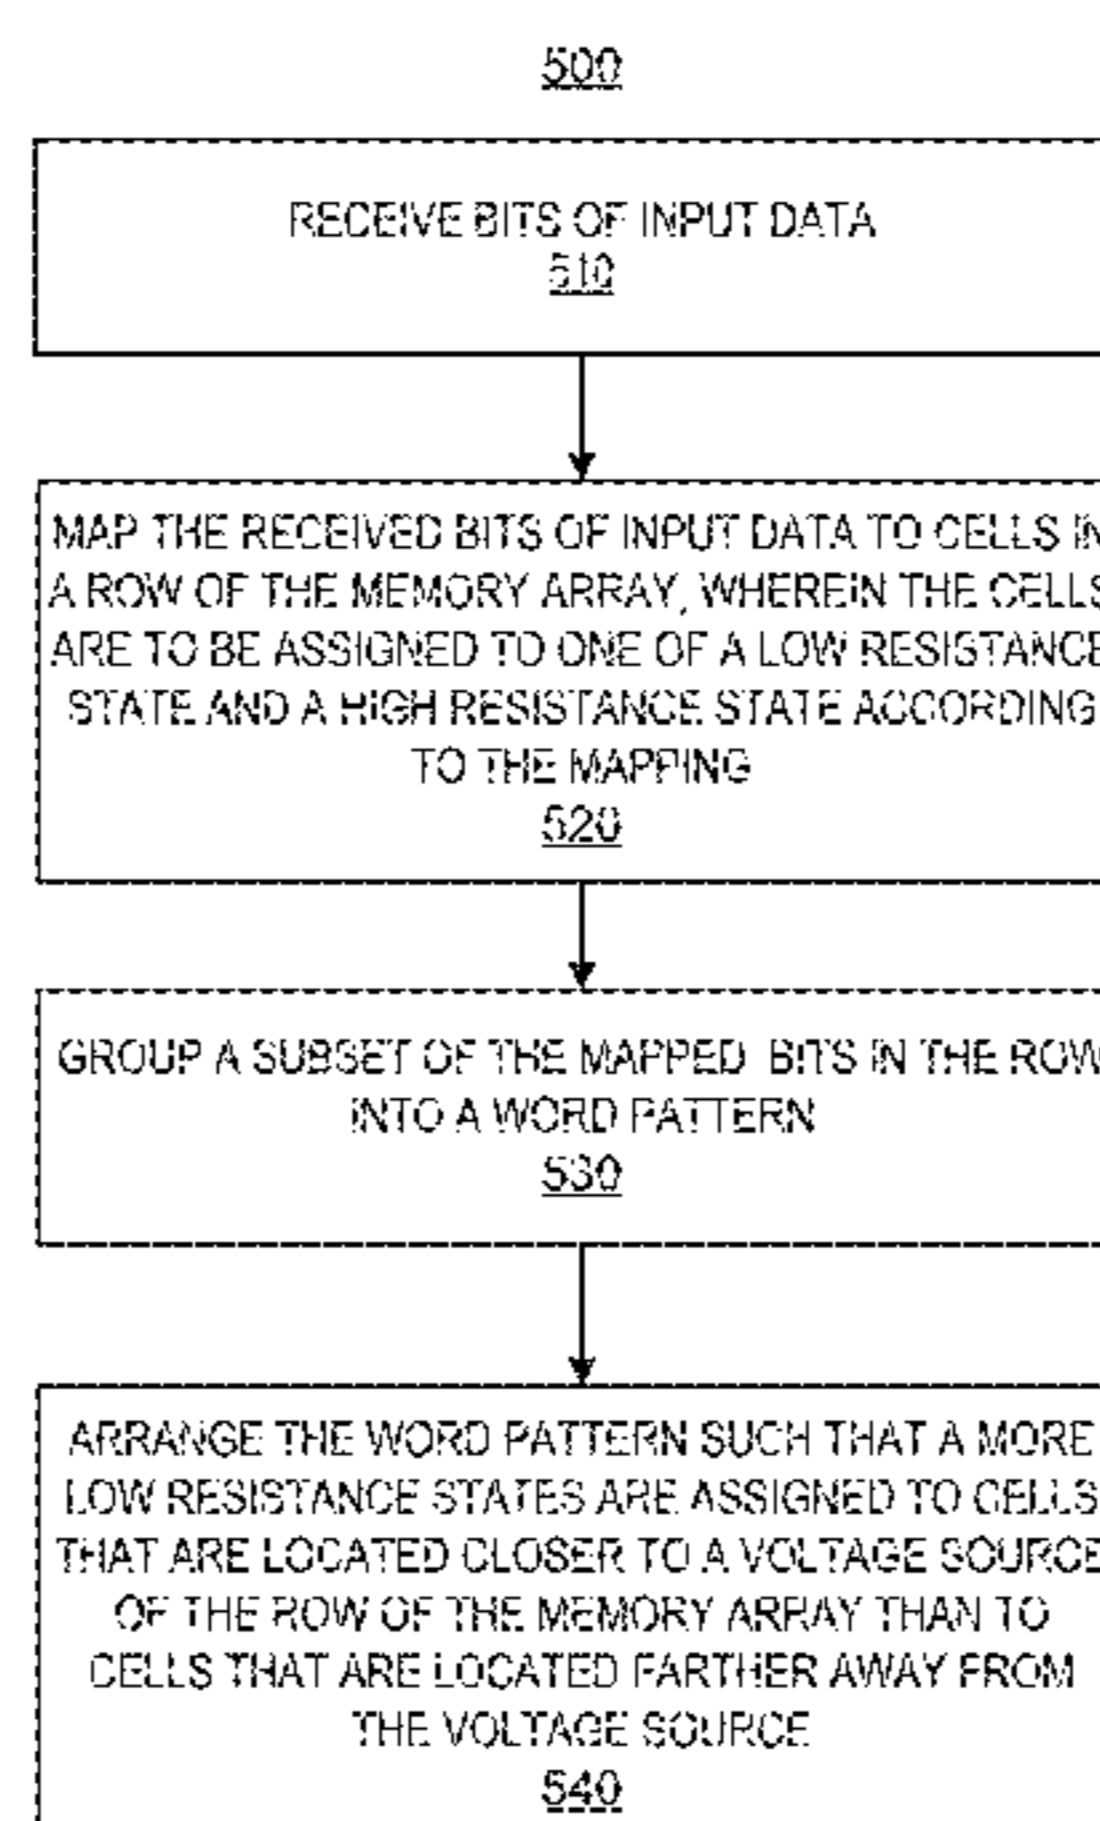 500
RECEIVE BITS OF INPUT DATA
510
MAP THE RECEIVED BITS OF INPUT DATA TO CELLS IN
A ROW OF THE MEMORY ARRAY, WHEREIN THE CELLS
ARE TO BE ASSIGNED TO ONE OF A LOW RESISTANCE
STATE AND A HIGH RESISTANCE STATE ACCORDING
TO THE MAPPING
520
GROUP A SUBSET OF THE MAPPED BITS IN THE ROW
INTO A WORD PATTERN
530
ARRANGE THE WORD PATTERN SUCH THAT A MORE
LOW RESISTANCE STATES ARE ASSIGNED TO CELLS
THAT ARE LOCATED CLOSER TO A VOLTAGE SOURCE
OF THE ROW OF THE MEMORY ARRAY THAN TO
CELLS THAT ARE LOCATED FARTHER AWAY FROM
THE VOLTAGE SOURCE
540